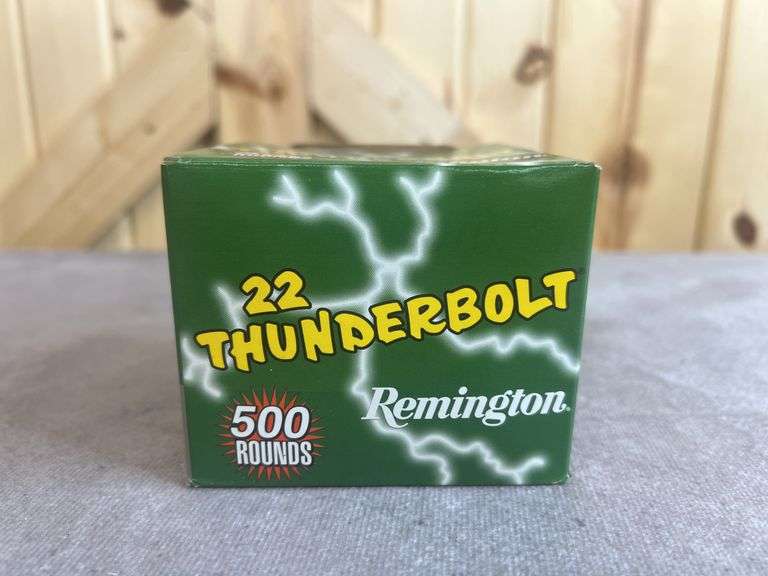 22
THUNDERBOLT
500
ROUNDS
Remington